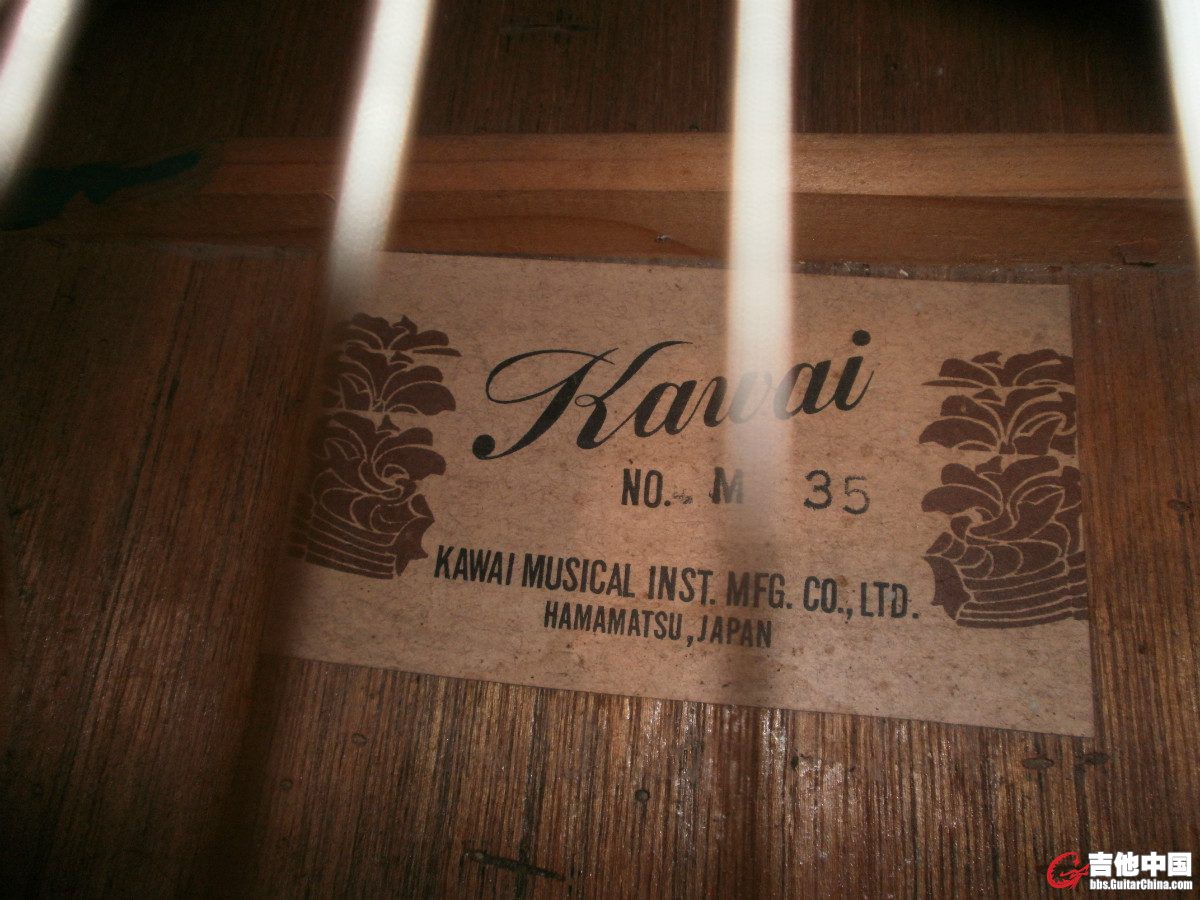 Kawai
NO. M 35
KAWAI MUSICAL INST. MFG. CO., LTD.
HAMAMATSU, JAPAN
吉他中国
bbs.GuitarChina.com